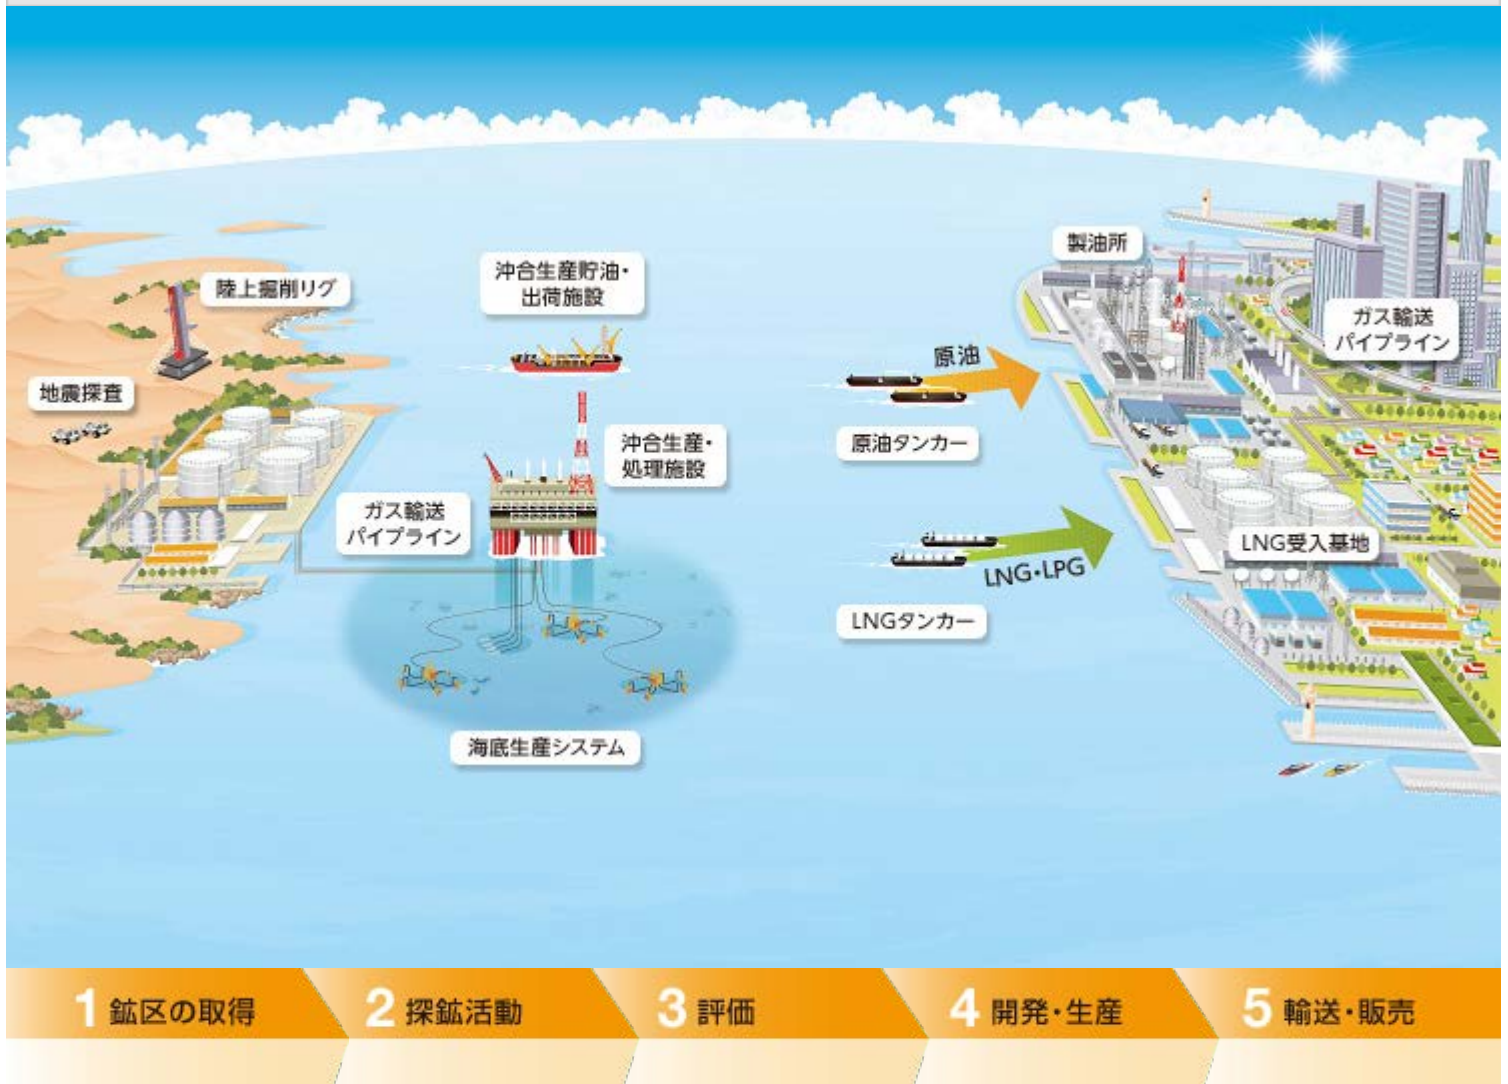 製油所
沖合生産貯油・
出荷施設
陸上掘削リグ
ガス輸送
パイプライン
原油
地震探査
沖合生産・
処理施設
原油タンカー
ガス輸送
パイプライン
LNG受入基地
LNG・LPG
LNGタンカー
海底生産システム
1 鉱区の取得
2 探鉱活動
3 評価
4 開発・生産
5 輸送・販売